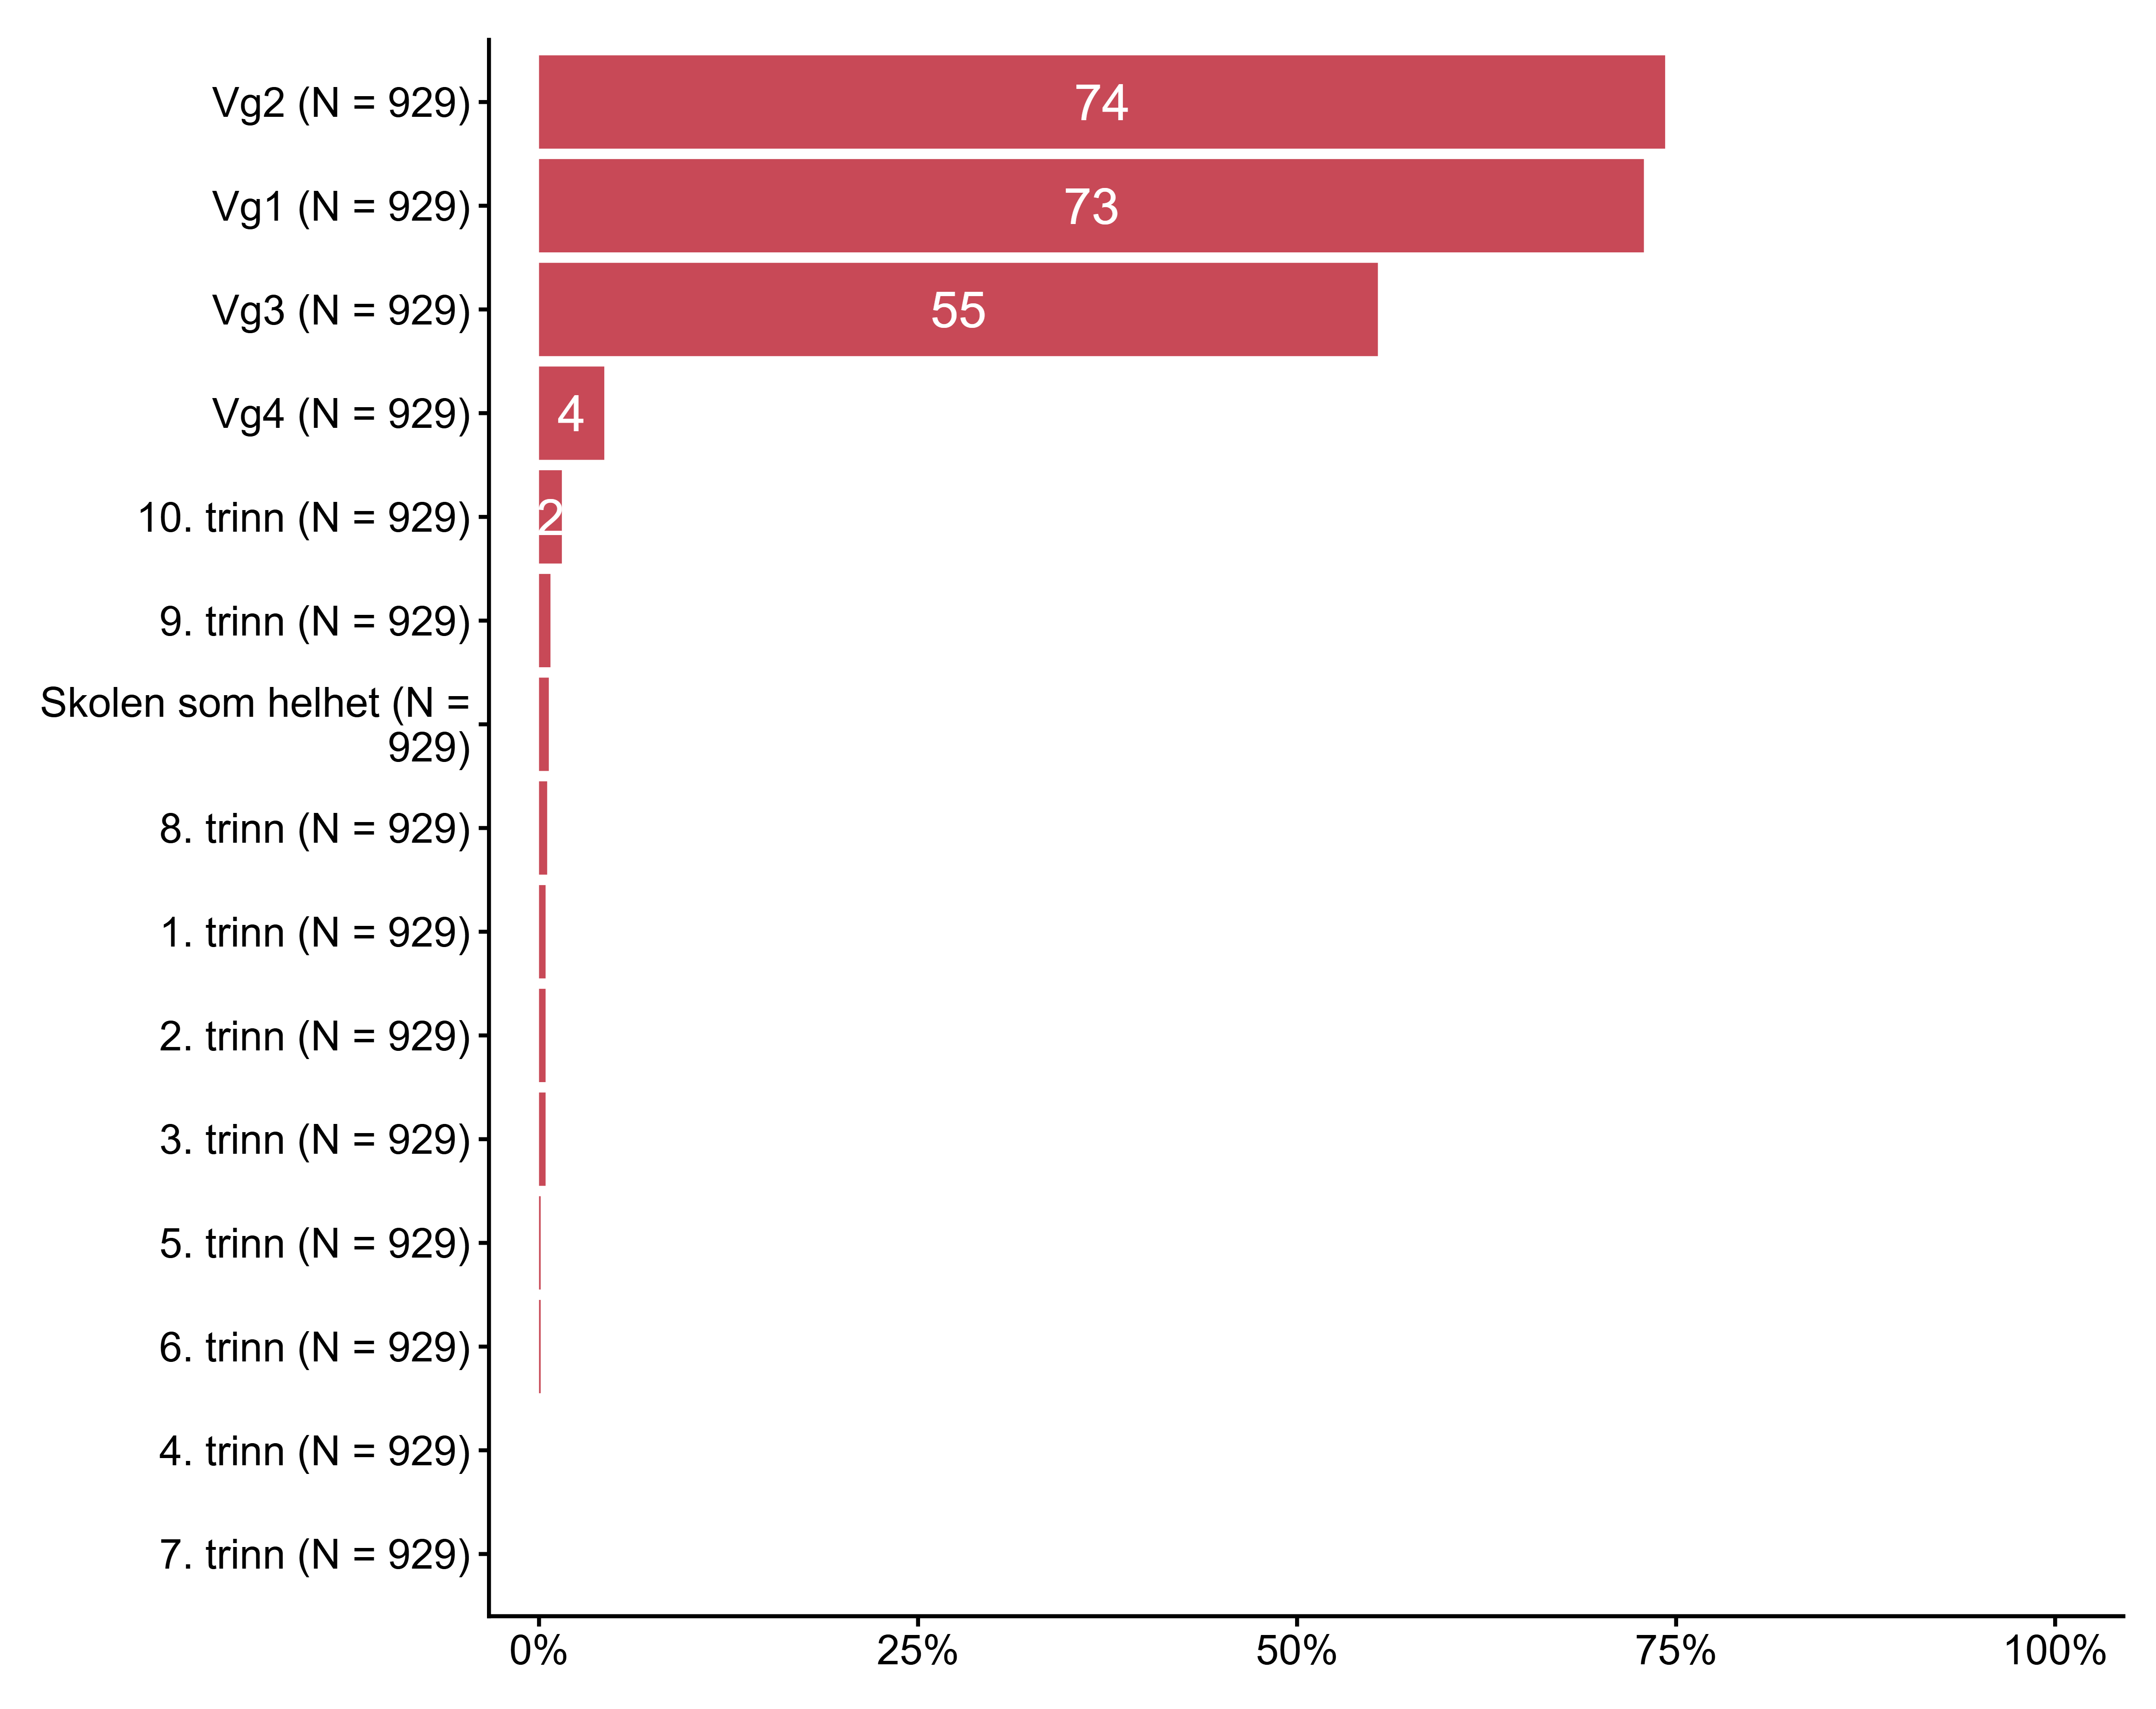 Vg2 (N = 929)
74
Vg1 (N = 929)
73
Vg3 (N = 929)
55
Vg4 (N = 929)
4
10. trinn (N = 929)
2
9. trinn (N = 929)
Skolen som helhet (N =
929)
8. trinn (N = 929)
1. trinn (N = 929)
2. trinn (N = 929)
3. trinn (N = 929)
5. trinn (N = 929)
6. trinn (N = 929)
4. trinn (N = 929)
7. trinn (N = 929)
0% 25% 50% 75% 100%